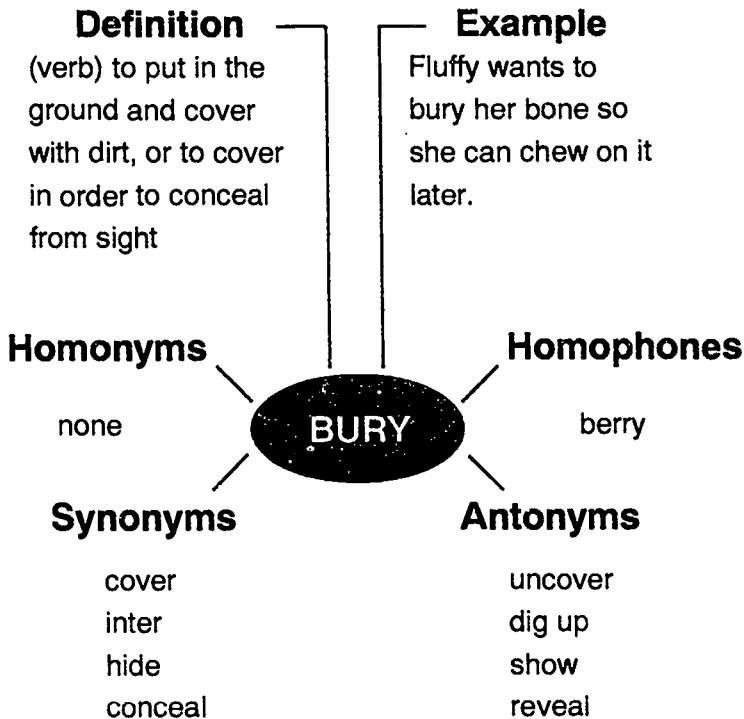 Definition
(verb) to put in the
ground and cover
with dirt, or to cover
in order to conceal
from sight
Example
Fluffy wants to
bury her bone so
she can chew on it
later.
Homonyms
none
Homophones
berry
BURY
Synonyms
cover
inter
hide
conceal
Antonyms
uncover
dig up
show
reveal